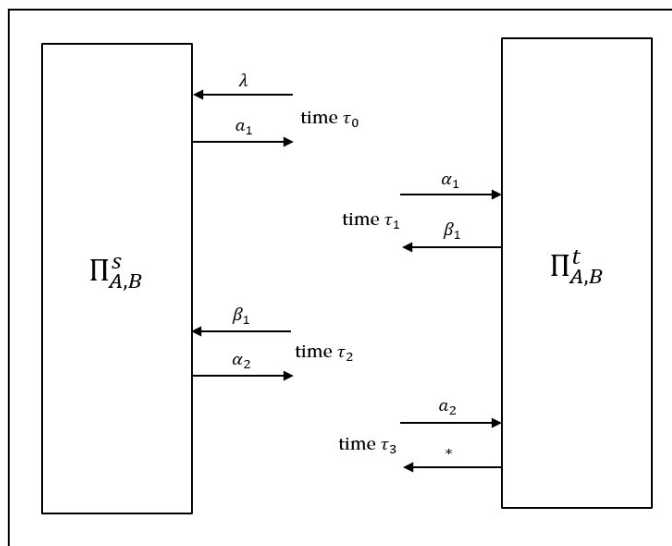 λ
time τ₀
a₁
α₁
time τ₁
β₁
Π^s_{A,B}
Π^t_{A,B}
β₁
time τ₂
α₂
a₂
time τ₃
*